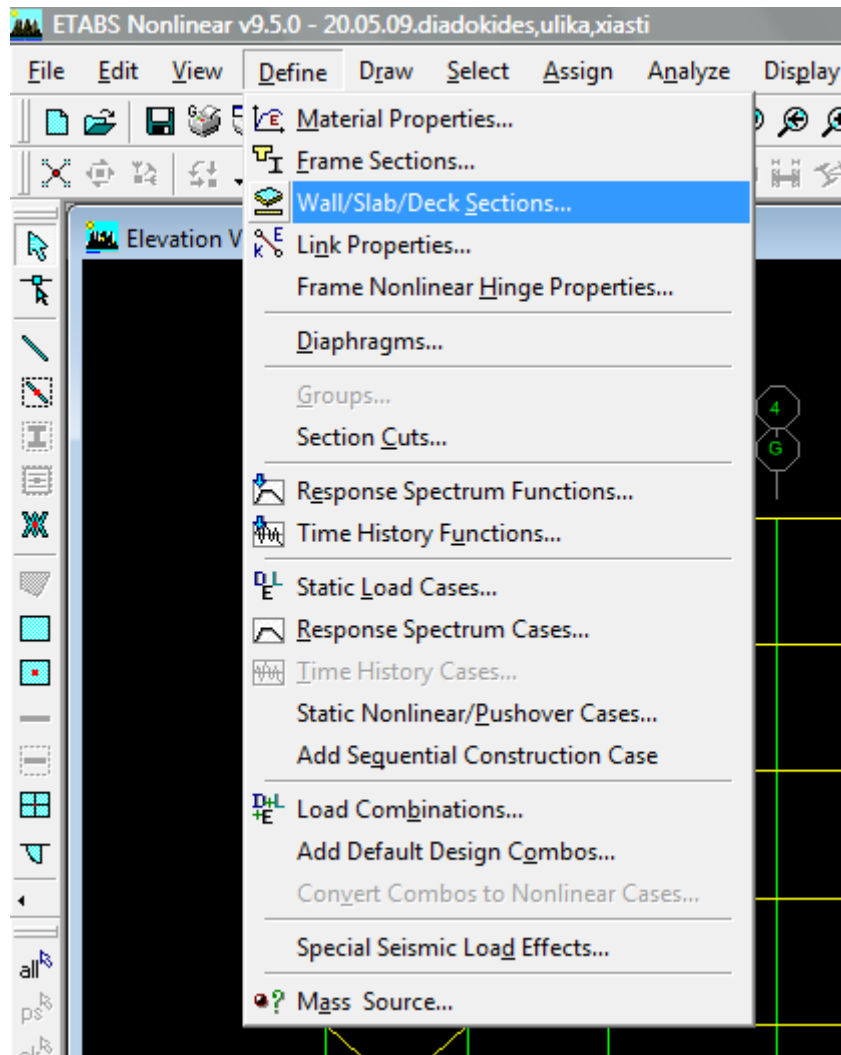 ETABS Nonlinear v9.5.0 - 20.05.09.diadokides,ulika,xiasti
File Edit View Define Draw Select Assign Analyze Display
Material Properties...
Frame Sections...
Wall/Slab/Deck Sections...
Elevation V
Link Properties...
Frame Nonlinear Hinge Properties...
Diaphragms...
Groups...
4
Section Cuts...
G
Response Spectrum Functions...
Time History Functions...
Static Load Cases...
Response Spectrum Cases...
Time History Cases...
Static Nonlinear/Pushover Cases...
Add Sequential Construction Case
Load Combinations...
Add Default Design Combos...
Convert Combos to Nonlinear Cases...
Special Seismic Load Effects...
all
Mass Source...
ps